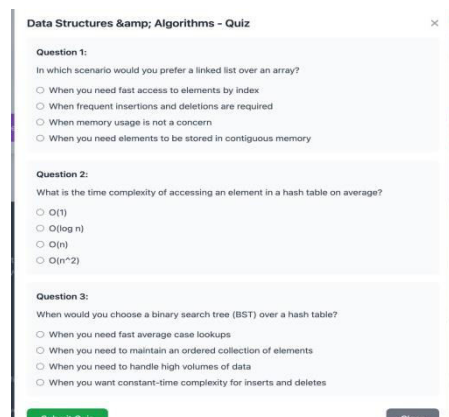 Data Structures &amp; Algorithms - Quiz
Question 1:
In which scenario would you prefer a linked list over an array?
When you need fast access to elements by index
When frequent insertions and deletions are required
When memory usage is not a concern
When you need elements to be stored in contiguous memory
Question 2:
What is the time complexity of accessing an element in a hash table on average?
O(1)
O(log n)
O(n)
O(n^2)
Question 3:
When would you choose a binary search tree (BST) over a hash table?
When you need fast average case lookups
When you need to maintain an ordered collection of elements
When you need to handle high volumes of data
When you want constant-time complexity for inserts and deletes